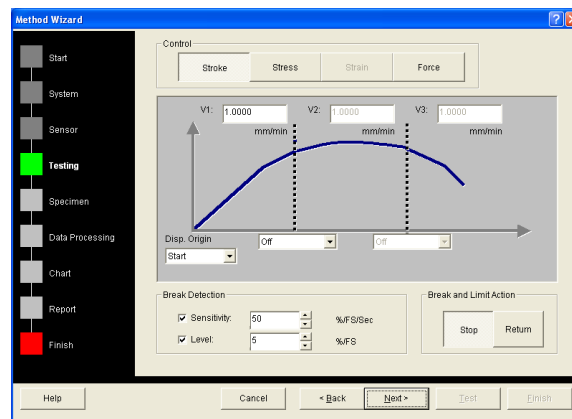 Method Wizard
Start
System
Sensor
Testing
Specimen
Data Processing
Chart
Report
Finish
Control
Stroke Stress Strain Force
V1: 1.0000 V2: 1.0000 V3: 1.0000
mm/min mm/min mm/min
Disp. Origin Off Off
Start
Break Detection
Sensitivity: 50 %/FS/Sec
Level: 5 %/FS
Break and Limit Action
Stop Return
Help Cancel < Back Next > Test Finish